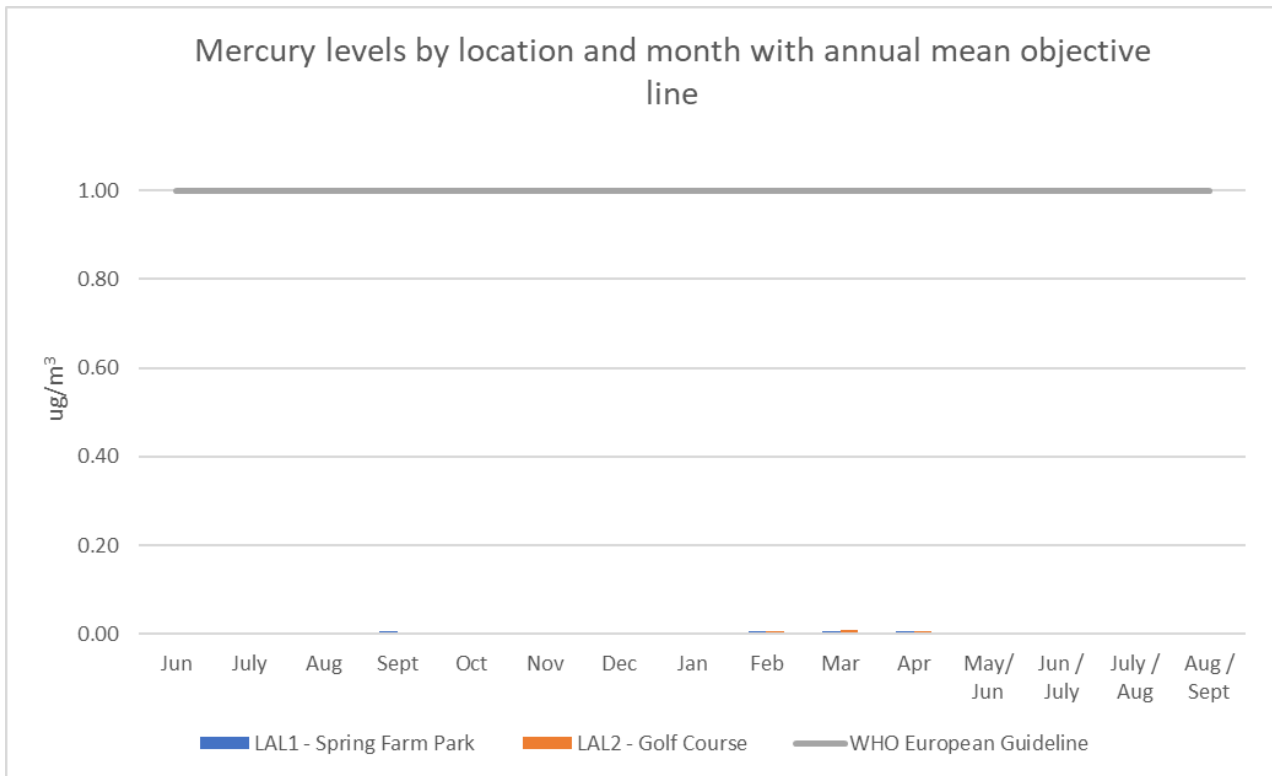 Mercury levels by location and month with annual mean objective
line
1.00
0.80
0.60
0.40
0.20
0.00
ug/m³
Jun July Aug Sept Oct Nov Dec Jan Feb Mar Apr May/ Jun / July / Aug /
Jun July Aug Sept
LAL1 - Spring Farm Park LAL2 - Golf Course WHO European Guideline